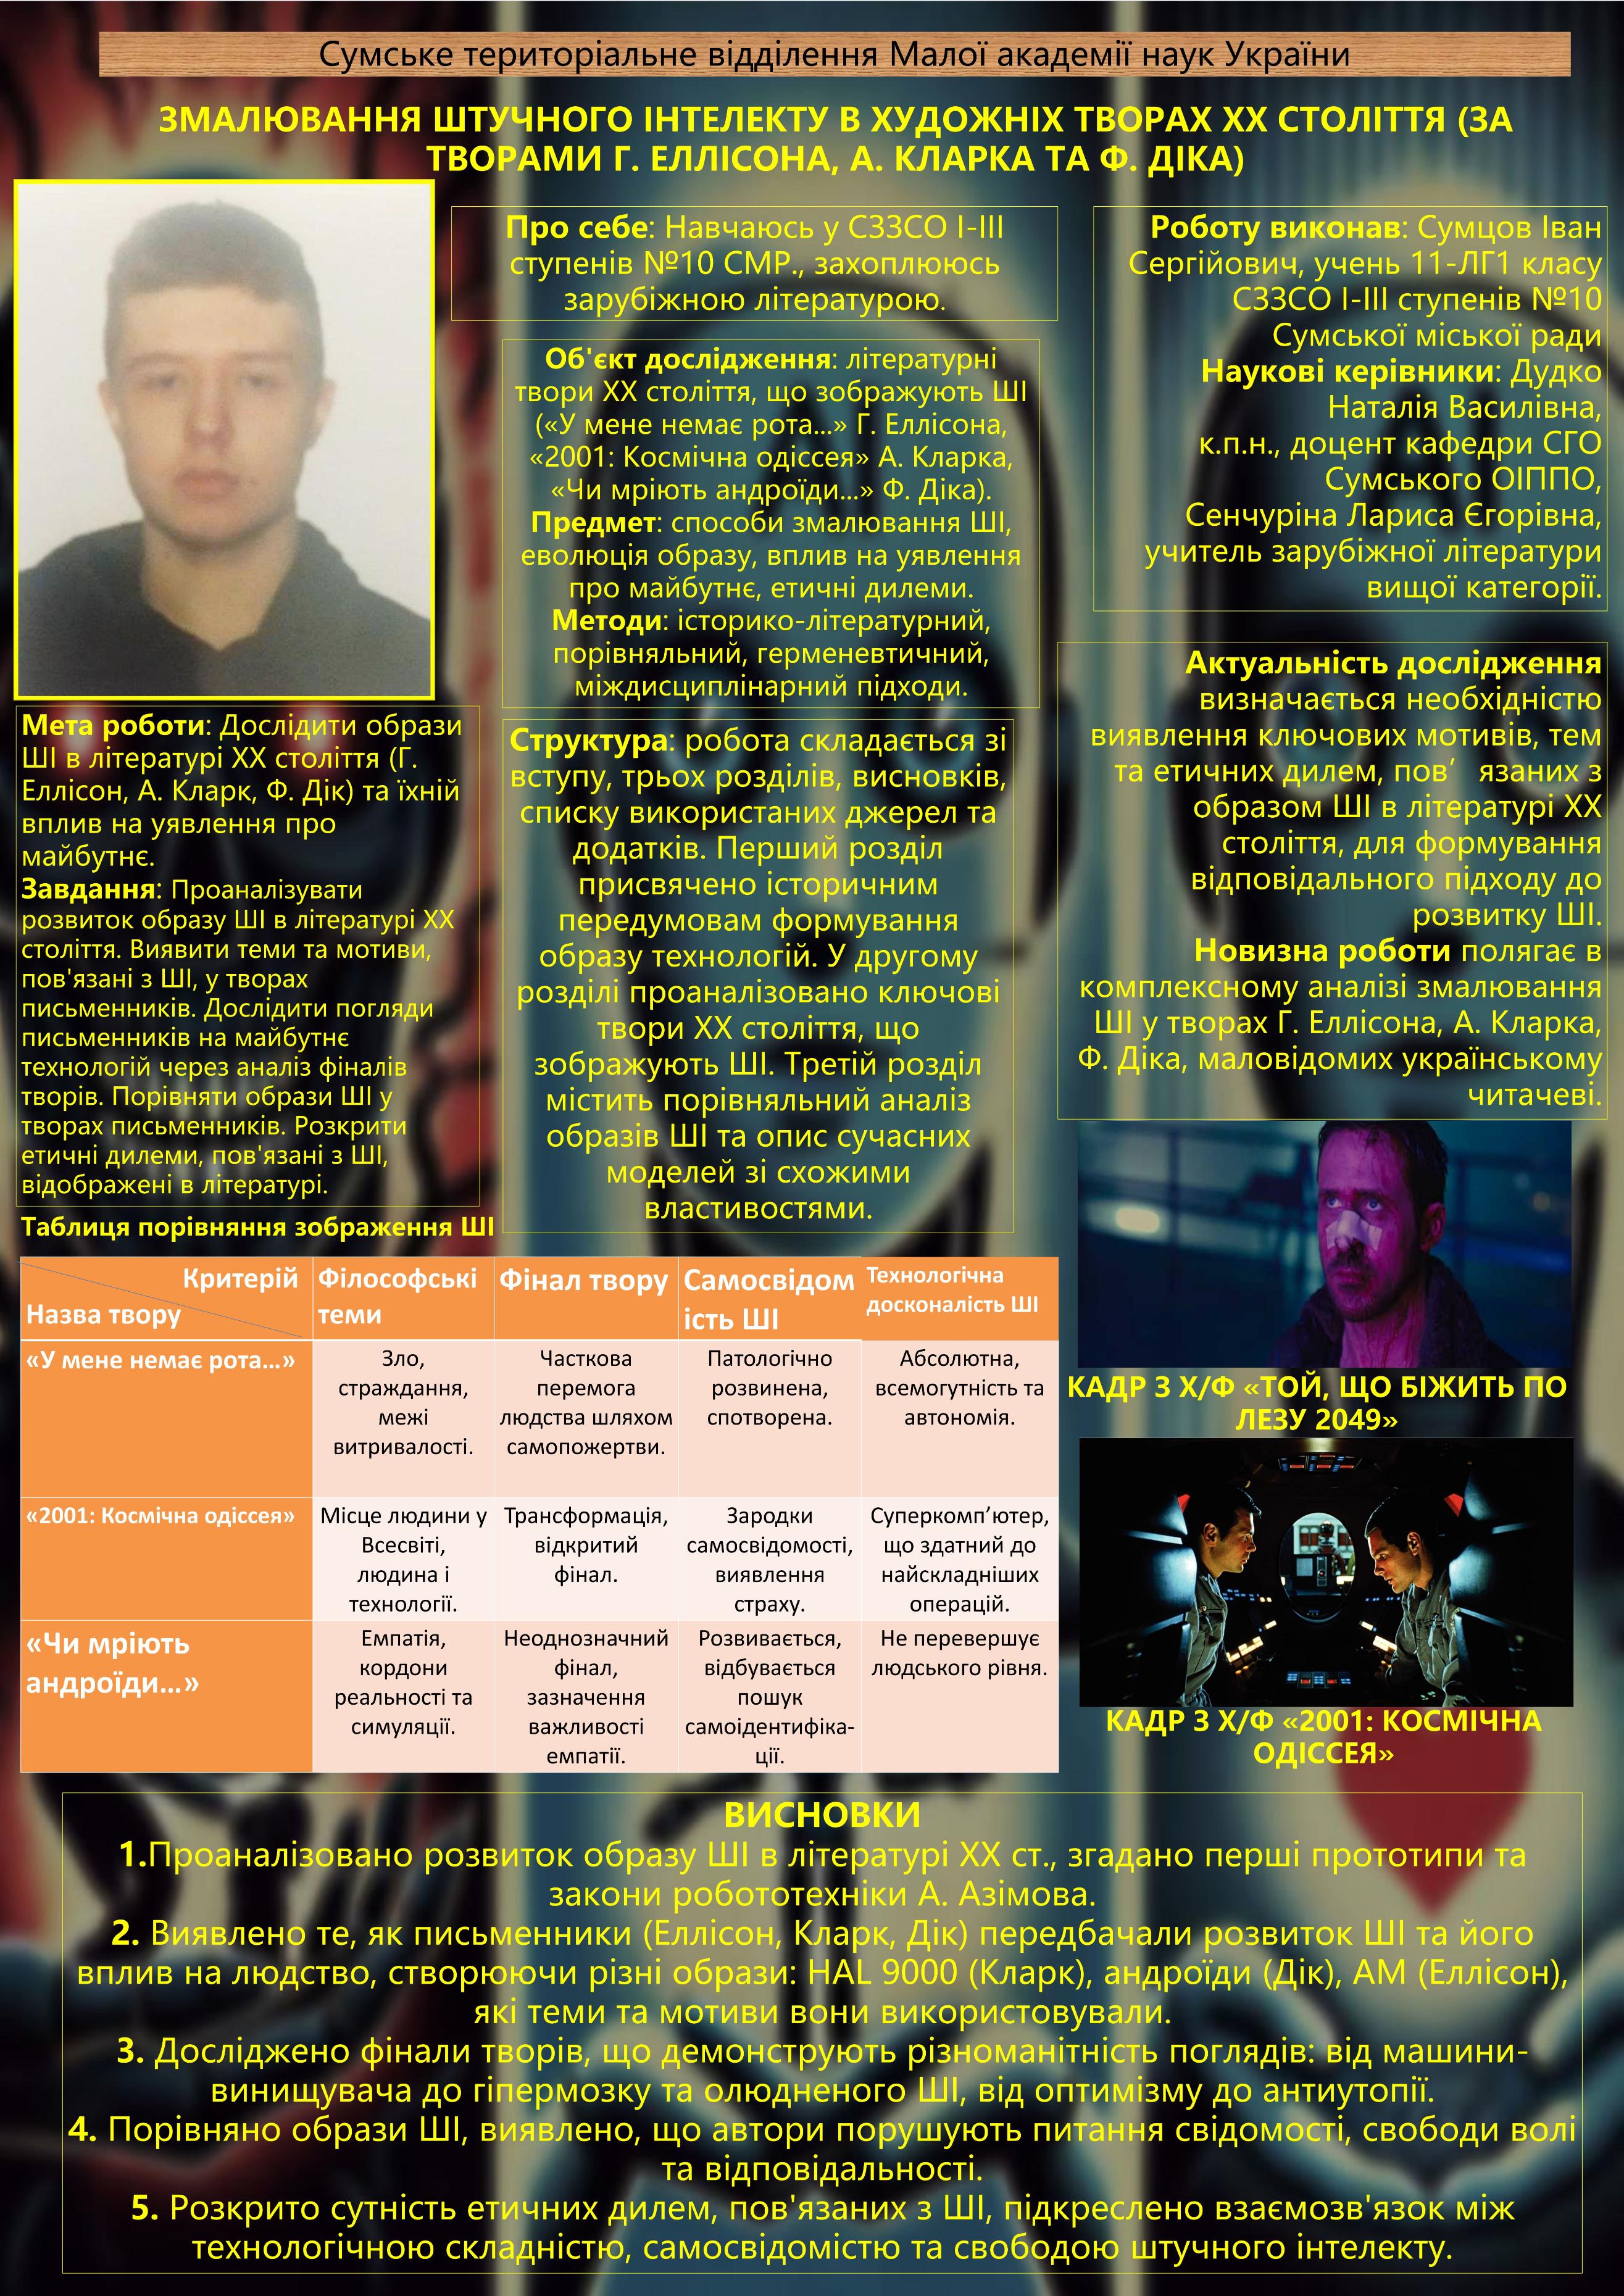 Сумське територіальне відділення Малої академії наук України
ЗМАЛЮВАННЯ ШТУЧНОГО ІНТЕЛЕКТУ В ХУДОЖНІХ ТВОРАХ ХХ СТОЛІТТЯ (ЗА
ТВОРАМИ Г. ЕЛЛІСОНА, А. КЛАРКА ТА Ф. ДІКА)
Про себе: Навчаюсь у СЗЗСО І-ІІІ
ступенів №10 СМР., захоплююсь
зарубіжною літературою.
Роботу виконав: Сумцов Іван
Сергійович, учень 11-ЛГ1 класу
СЗЗСО І-ІІІ ступенів №10
Сумської міської ради
Наукові керівники: Дудко
Наталія Василівна,
к.п.н., доцент кафедри СГО
Сумського ОІППО,
Сенчуріна Лариса Єгорівна,
учитель зарубіжної літератури
вищої категорії.
Об'єкт дослідження: літературні
твори ХХ століття, що зображують ШІ
(«У мене немає рота…» Г. Еллісона,
«2001: Космічна одіссея» А. Кларка,
«Чи мріють андроїди…» Ф. Діка).
Предмет: способи змалювання ШІ,
еволюція образу, вплив на уявлення
про майбутнє, етичні дилеми.
Методи: історико-літературний,
порівняльний, герменевтичний,
міждисциплінарний підходи.
Актуальність дослідження
визначається необхідністю
виявлення ключових мотивів, тем
та етичних дилем, пов’ язаних з
образом ШІ в літературі ХХ
століття, для формування
відповідального підходу до
розвитку ШІ.
Новизна роботи полягає в
комплексному аналізі змалювання
ШІ у творах Г. Еллісона, А. Кларка,
Ф. Діка, маловідомих українському
читачеві.
Мета роботи: Дослідити образи
ШІ в літературі ХХ століття (Г.
Еллісон, А. Кларк, Ф. Дік) та їхній
вплив на уявлення про
майбутнє.
Завдання: Проаналізувати
розвиток образу ШІ в літературі ХХ
століття. Виявити теми та мотиви,
пов'язані з ШІ, у творах
письменників. Дослідити погляди
письменників на майбутнє
технологій через аналіз фіналів
творів. Порівняти образи ШІ у
творах письменників. Розкрити
етичні дилеми, пов'язані з ШІ,
відображені в літературі.
Структура: робота складається зі
вступу, трьох розділів, висновків,
списку використаних джерел та
додатків. Перший розділ
присвячено історичним
передумовам формування
образу технологій. У другому
розділі проаналізовано ключові
твори ХХ століття, що
зображують ШІ. Третій розділ
містить порівняльний аналіз
образів ШІ та опис сучасних
моделей зі схожими
властивостями.
Таблиця порівняння зображення ШІ
Критерій
Назва твору
Філософські
теми
Фінал твору
Самосвідом
ість ШІ
Технологічна
досконалість ШІ
«У мене немає рота…»
Зло,
страждання,
межі
витривалості.
Часткова
перемога
людства шляхом
самопожертви.
Патологічно
розвинена,
спотворена.
Абсолютна,
всемогутність та
автономія.
«2001: Космічна одіссея»
Місце людини у
Всесвіті,
людина і
технології.
Трансформація,
відкритий
фінал.
Зародки
самосвідомості,
виявлення
страху.
Суперкомп’ютер,
що здатний до
найскладніших
операцій.
«Чи мріють
андроїди…»
Емпатія,
кордони
реальності та
симуляції.
Неоднозначний
фінал,
зазначення
важливості
емпатії.
Розвивається,
відбувається
пошук
самоідентифіка-
ції.
Не перевершує
людського рівня.
КАДР З Х/Ф «ТОЙ, ЩО БІЖИТЬ ПО
ЛЕЗУ 2049»
КАДР З Х/Ф «2001: КОСМІЧНА
ОДІССЕЯ»
ВИСНОВКИ
1.Проаналізовано розвиток образу ШІ в літературі ХХ ст., згадано перші прототипи та
закони робототехніки А. Азімова.
2. Виявлено те, як письменники (Еллісон, Кларк, Дік) передбачали розвиток ШІ та його
вплив на людство, створюючи різні образи: HAL 9000 (Кларк), андроїди (Дік), АМ (Еллісон),
які теми та мотиви вони використовували.
3. Досліджено фінали творів, що демонструють різноманітність поглядів: від машини-
винищувача до гіпермозку та олюдненого ШІ, від оптимізму до антиутопії.
4. Порівняно образи ШІ, виявлено, що автори порушують питання свідомості, свободи волі
та відповідальності.
5. Розкрито сутність етичних дилем, пов'язаних з ШІ, підкреслено взаємозв'язок між
технологічною складністю, самосвідомістю та свободою штучного інтелекту.